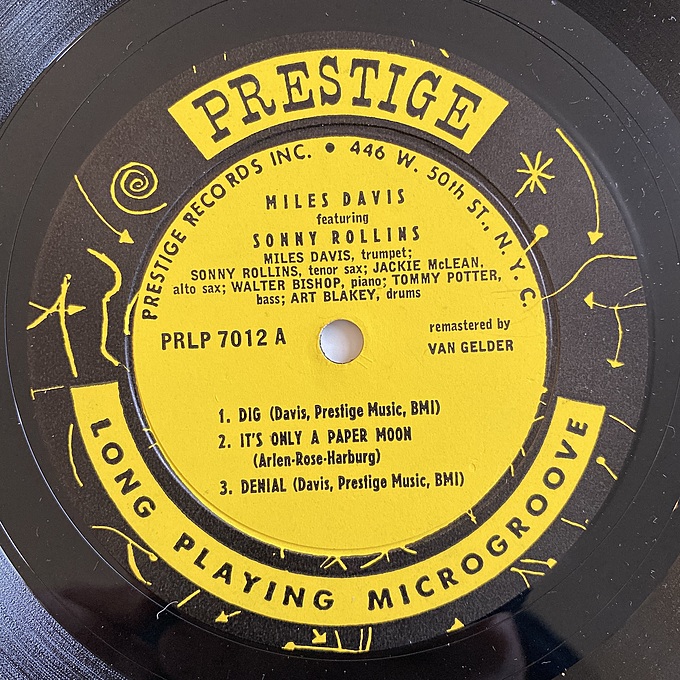 PRESTIGE
PRESTIGE RECORDS INC. • 446 W. 50th ST., N.Y.C.
MILES DAVIS
featuring
SONNY ROLLINS
MILES DAVIS, trumpet;
SONNY ROLLINS, tenor sax; JACKIE McLEAN,
alto sax; WALTER BISHOP, piano; TOMMY POTTER,
bass; ART BLAKEY, drums
PRLP 7012 A
remastered by
VAN GELDER
1. DIG (Davis, Prestige Music, BMI)
2. IT'S ONLY A PAPER MOON
(Arlen-Rose-Harburg)
3. DENIAL (Davis, Prestige Music, BMI)
LONG PLAYING MICROGROOVE